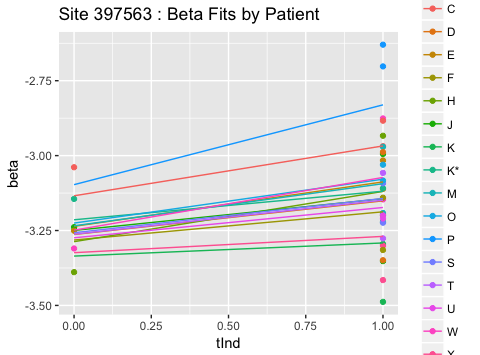 Site 397563 : Beta Fits by Patient
beta
-2.75
-3.00
-3.25
-3.50
0.00 0.25 0.50 0.75 1.00
tInd
C
D
E
F
H
J
K
K*
M
O
P
S
T
U
W